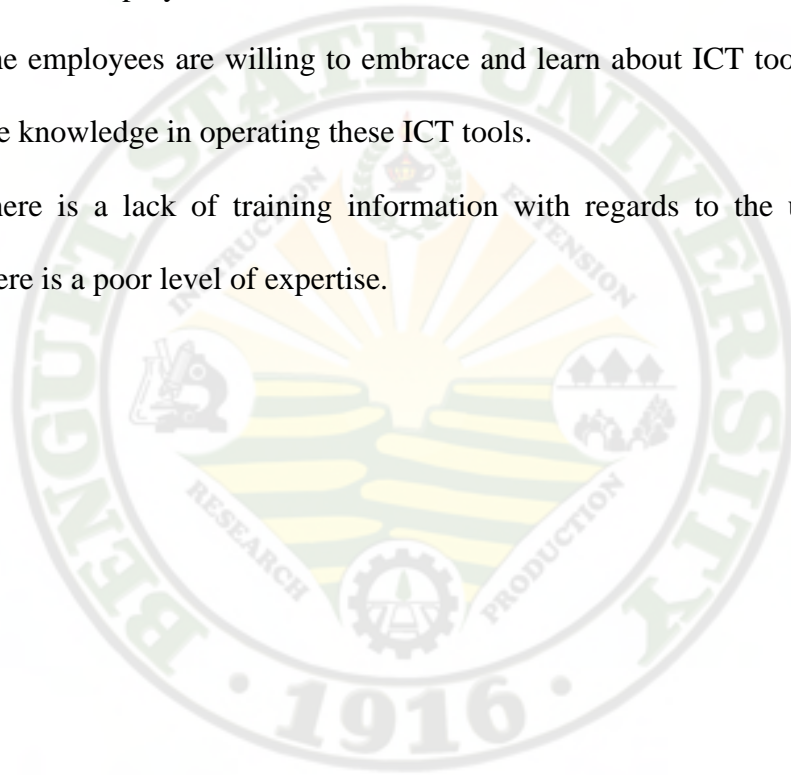 he employees are willing to embrace and learn about ICT too
e knowledge in operating these ICT tools.
here is a lack of training information with regards to the u
ere is a poor level of expertise.
BENGUET STATE UNIVERSITY
INSTRUCTION
EXTENSION
RESEARCH
PRODUCTION
· 1916 ·